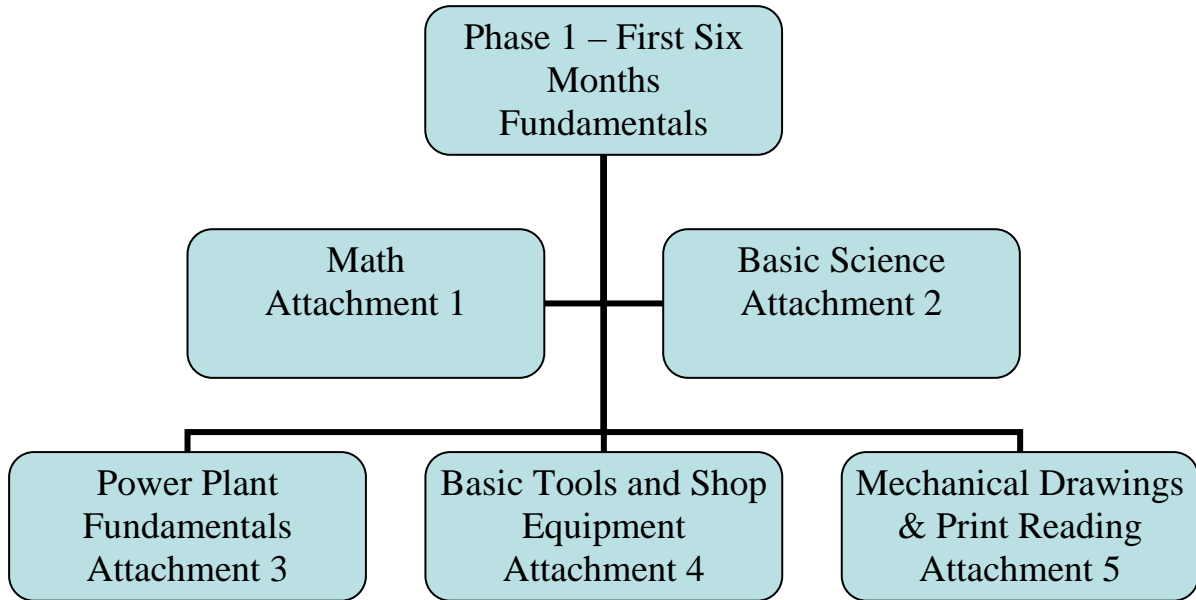 Phase 1 – First Six
Months
Fundamentals
Math
Attachment 1
Basic Science
Attachment 2
Power Plant
Fundamentals
Attachment 3
Basic Tools and Shop
Equipment
Attachment 4
Mechanical Drawings
& Print Reading
Attachment 5